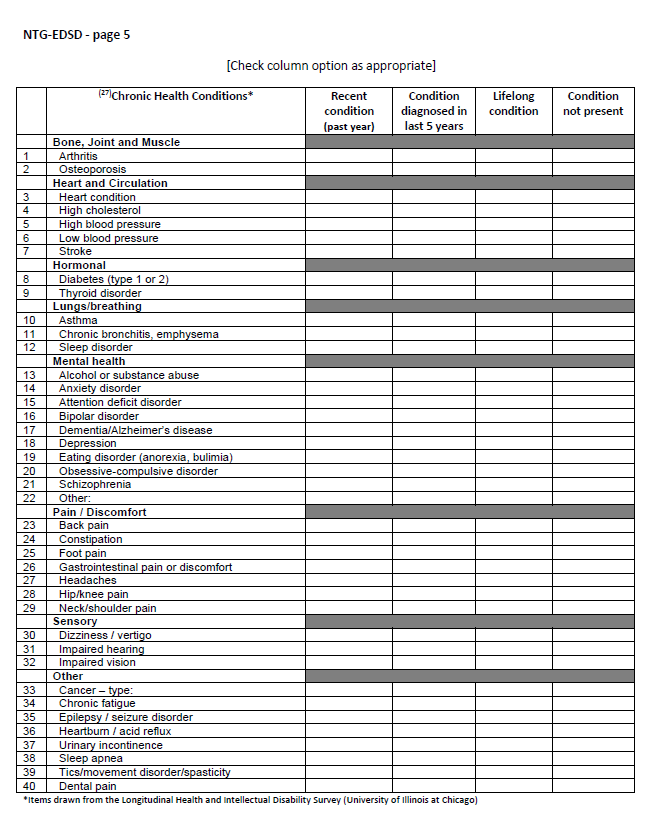 NTG-EDSD - page 5
[Check column option as appropriate]
(27)Chronic Health Conditions*
Recent condition (past year)
Condition diagnosed in last 5 years
Lifelong condition
Condition not present
Bone, Joint and Muscle
1 Arthritis
2 Osteoporosis
Heart and Circulation
3 Heart condition
4 High cholesterol
5 High blood pressure
6 Low blood pressure
7 Stroke
Hormonal
8 Diabetes (type 1 or 2)
9 Thyroid disorder
Lungs/breathing
10 Asthma
11 Chronic bronchitis, emphysema
12 Sleep disorder
Mental health
13 Alcohol or substance abuse
14 Anxiety disorder
15 Attention deficit disorder
16 Bipolar disorder
17 Dementia/Alzheimer's disease
18 Depression
19 Eating disorder (anorexia, bulimia)
20 Obsessive-compulsive disorder
21 Schizophrenia
22 Other:
Pain / Discomfort
23 Back pain
24 Constipation
25 Foot pain
26 Gastrointestinal pain or discomfort
27 Headaches
28 Hip/knee pain
29 Neck/shoulder pain
Sensory
30 Dizziness / vertigo
31 Impaired hearing
32 Impaired vision
Other
33 Cancer – type:
34 Chronic fatigue
35 Epilepsy / seizure disorder
36 Heartburn / acid reflux
37 Urinary incontinence
38 Sleep apnea
39 Tics/movement disorder/spasticity
40 Dental pain
*Items drawn from the Longitudinal Health and Intellectual Disability Survey (University of Illinois at Chicago)